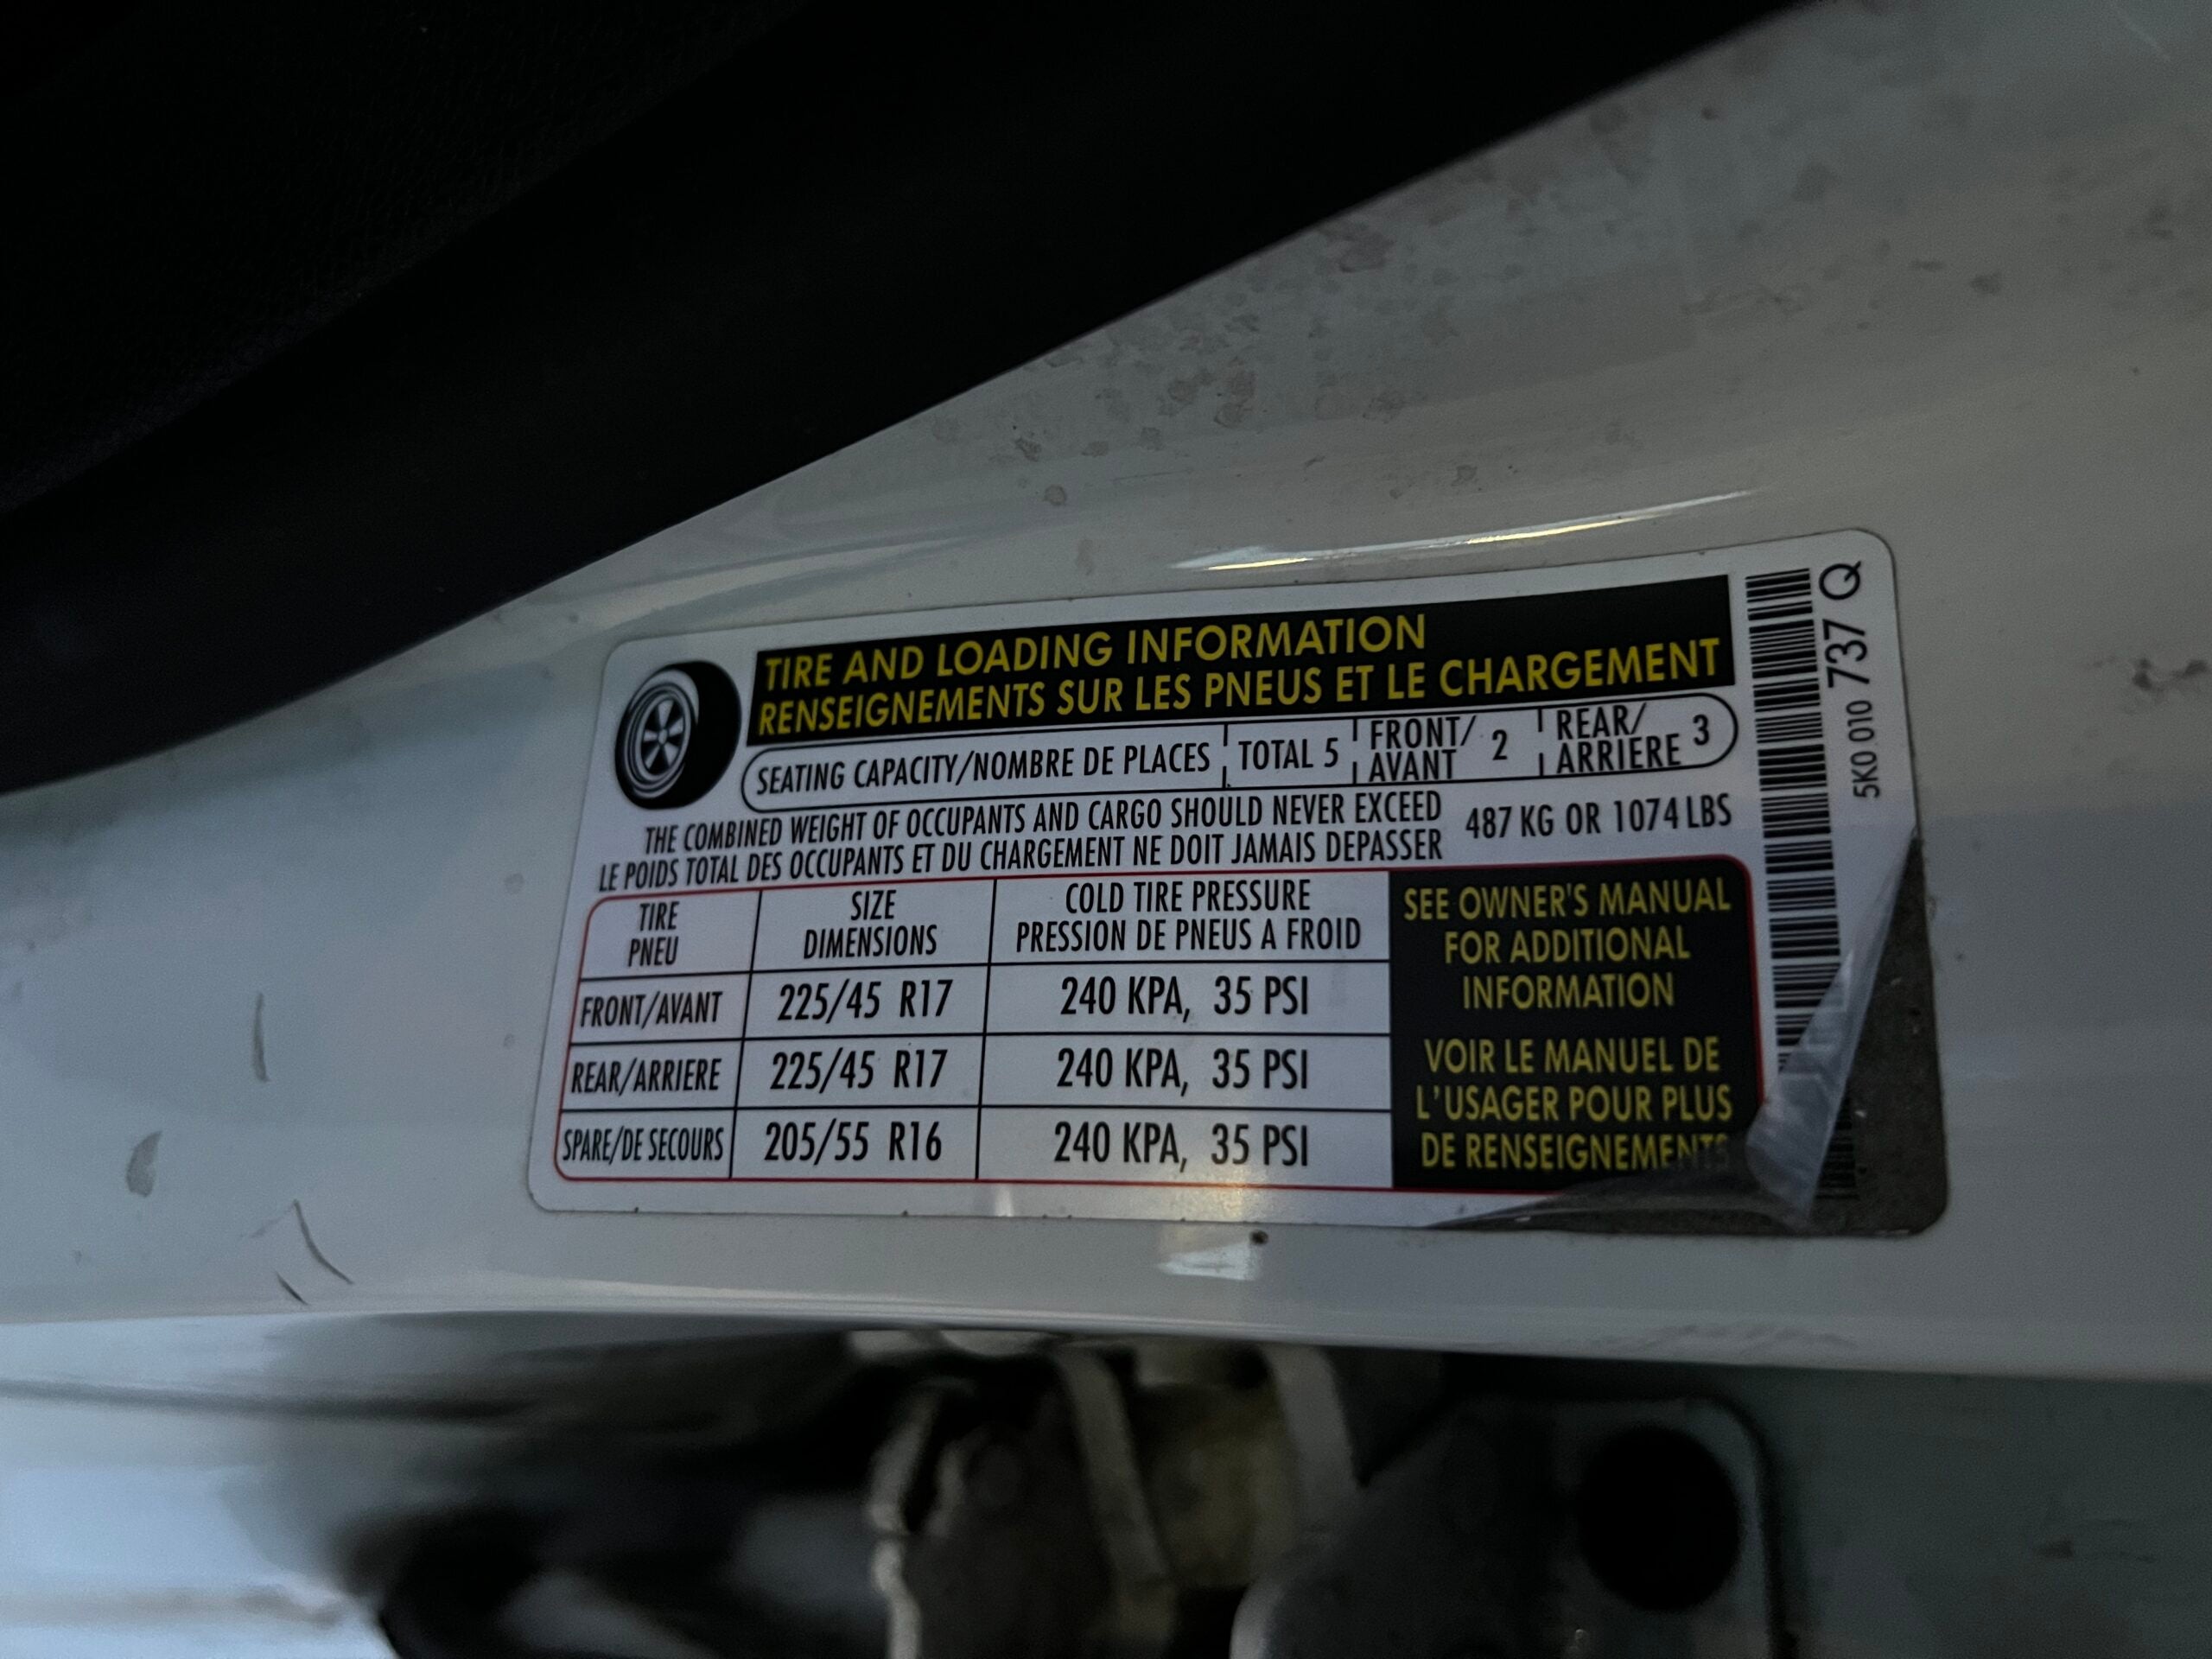 TIRE AND LOADING INFORMATION
RENSEIGNEMENTS SUR LES PNEUS ET LE CHARGEMENT
SEATING CAPACITY/NOMBRE DE PLACES TOTAL 5 FRONT/AVANT 2 REAR/ARRIERE 3
THE COMBINED WEIGHT OF OCCUPANTS AND CARGO SHOULD NEVER EXCEED
LE POIDS TOTAL DES OCCUPANTS ET DU CHARGEMENT NE DOIT JAMAIS DEPASSER
487 KG OR 1074 LBS
TIRE SIZE COLD TIRE PRESSURE
PNEU DIMENSIONS PRESSION DE PNEUS A FROID
FRONT/AVANT 225/45 R17 240 KPA, 35 PSI
REAR/ARRIERE 225/45 R17 240 KPA, 35 PSI
SPARE/DE SECOURS 205/55 R16 240 KPA, 35 PSI
SEE OWNER'S MANUAL
FOR ADDITIONAL
INFORMATION
VOIR LE MANUEL DE
L'USAGER POUR PLUS
DE RENSEIGNEMENTS
5K0 010 737 Q